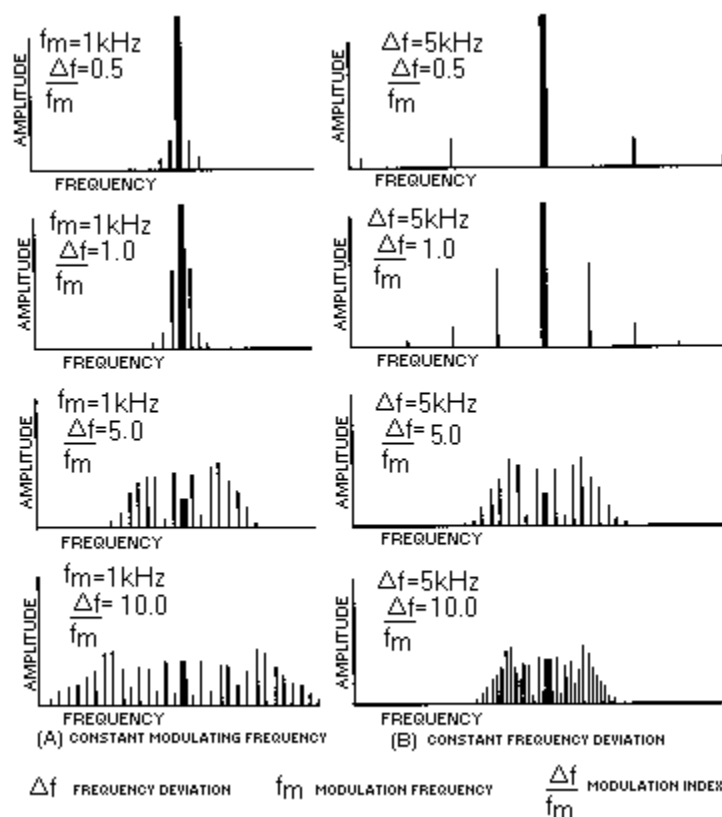 AMPLITUDE
fm=1kHz
Δf=0.5
fm
FREQUENCY
AMPLITUDE
Δf=5kHz
Δf=0.5
fm
FREQUENCY
AMPLITUDE
fm=1kHz
Δf=1.0
fm
FREQUENCY
AMPLITUDE
Δf=5kHz
Δf=1.0
fm
FREQUENCY
AMPLITUDE
fm=1kHz
Δf=5.0
fm
FREQUENCY
AMPLITUDE
Δf=5kHz
Δf=5.0
fm
FREQUENCY
AMPLITUDE
fm=1kHz
Δf=10.0
fm
FREQUENCY
AMPLITUDE
Δf=5kHz
Δf=10.0
fm
FREQUENCY
(A) CONSTANT MODULATING FREQUENCY
(B) CONSTANT FREQUENCY DEVIATION
Δf FREQUENCY DEVIATION
fm MODULATION FREQUENCY
Δf
fm MODULATION INDEX